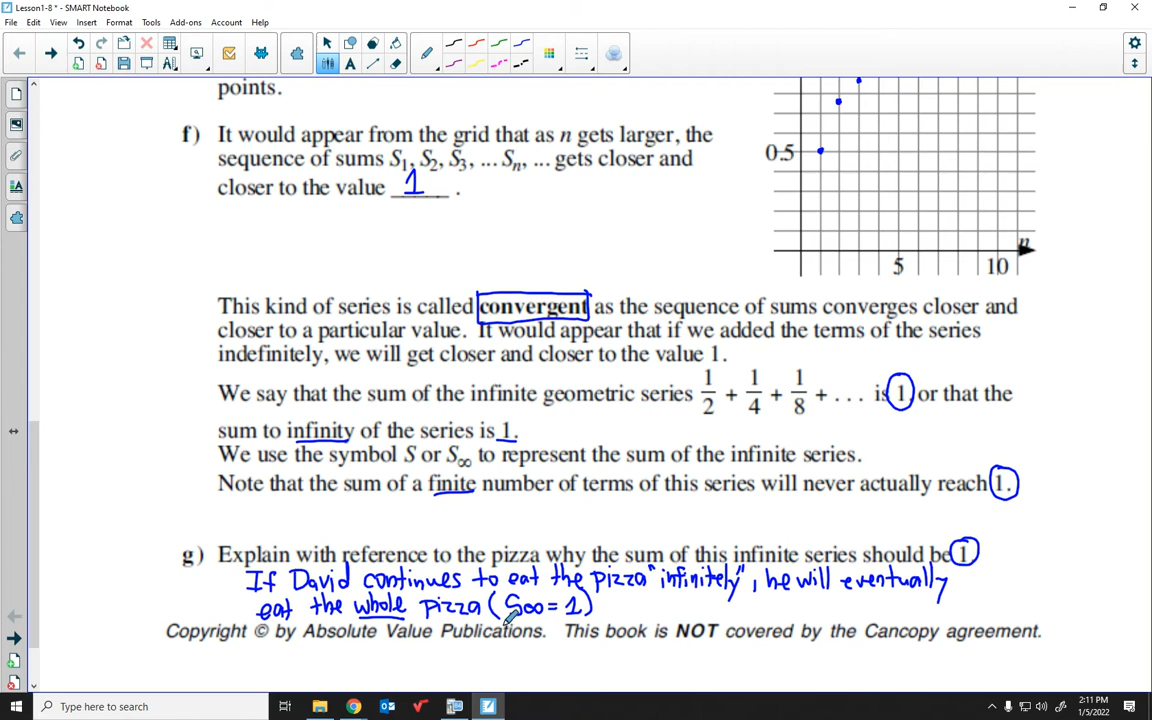 Lesson1-8 * - SMART Notebook
File Edit View Insert Format Tools Add-ons Account Help
points.
f) It would appear from the grid that as n gets larger, the
sequence of sums S1, S2, S3, ... Sn, ... gets closer and
closer to the value 1 .
0.5
n
5 10
This kind of series is called convergent as the sequence of sums converges closer and
closer to a particular value. It would appear that if we added the terms of the series
indefinitely, we will get closer and closer to the value 1.
We say that the sum of the infinite geometric series 1/2 + 1/4 + 1/8 + . . . is 1, or that the
sum to infinity of the series is 1.
We use the symbol S or S∞ to represent the sum of the infinite series.
Note that the sum of a finite number of terms of this series will never actually reach 1.
g) Explain with reference to the pizza why the sum of this infinite series should be 1
If David continues to eat the pizza "infinitely", he will eventually
eat the whole pizza (S∞ = 1)
Copyright © by Absolute Value Publications. This book is NOT covered by the Cancopy agreement.
Type here to search
2:11 PM
1/5/2022